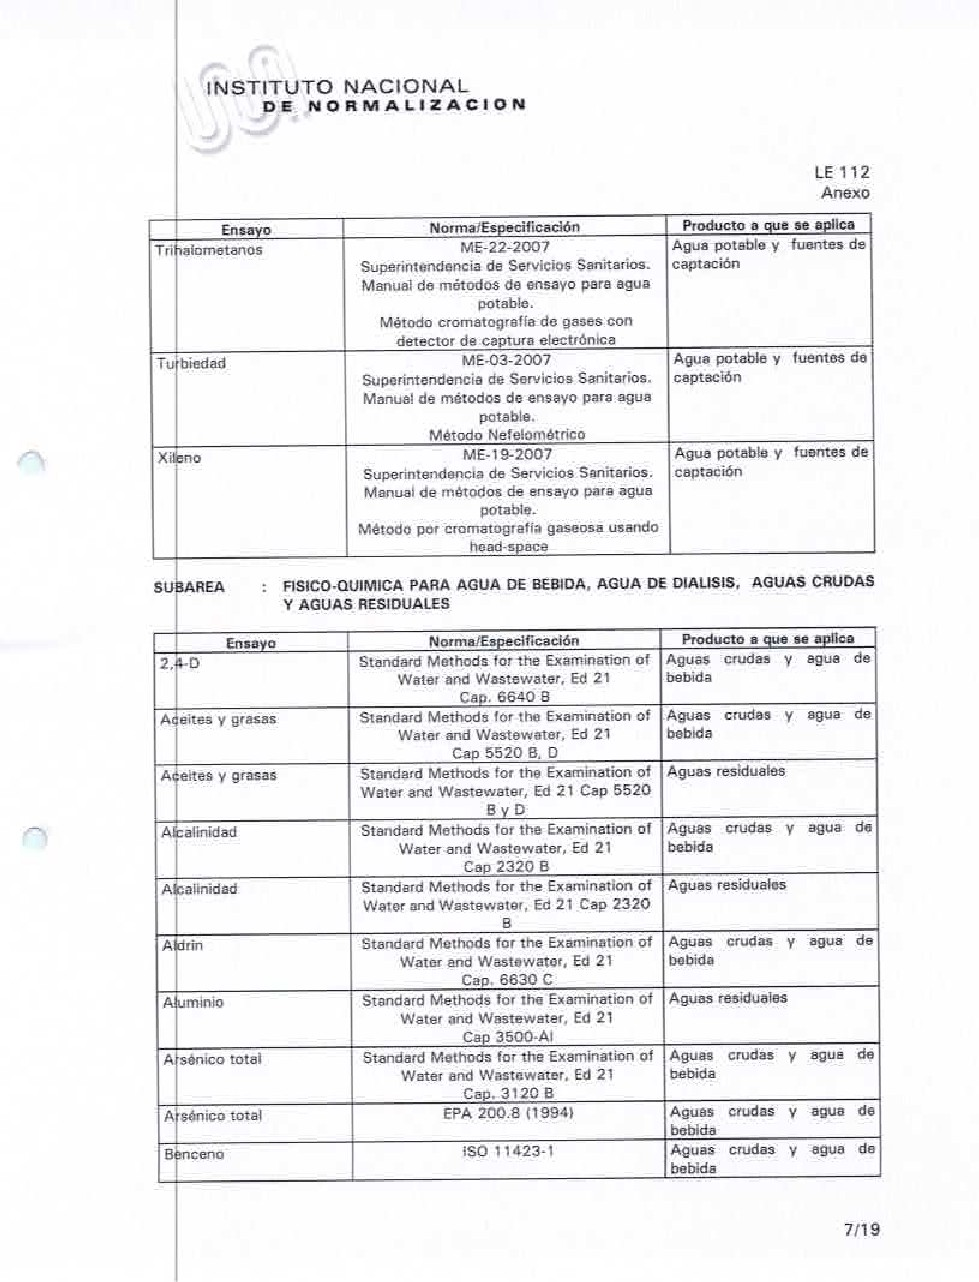 INSTITUTO NACIONAL
DE NORMALIZACION
LE 112
Anexo
Ensayo Norma/Especificación Producto a que se aplica
Trihalometanos ME-22-2007 Agua potable y fuentes de
Superintendencia de Servicios Sanitarios. captación
Manual de métodos de ensayo para agua
potable.
Método cromatografía de gases con
detector de captura electrónica
Turbiedad ME-03-2007 Agua potable y fuentes de
Superintendencia de Servicios Sanitarios. captación
Manual de métodos de ensayo para agua
potable.
Método Nefelométrico
Xileno ME-19-2007 Agua potable y fuentes de
Superintendencia de Servicios Sanitarios. captación
Manual de métodos de ensayo para agua
potable.
Método por cromatografía gaseosa usando
head-space
SUBAREA : FISICO-QUIMICA PARA AGUA DE BEBIDA, AGUA DE DIALISIS, AGUAS CRUDAS
Y AGUAS RESIDUALES
Ensayo Norma/Especificación Producto a que se aplica
2,4-D Standard Methods for the Examination of Aguas crudas y agua de
Water and Wastewater, Ed 21 bebida
Cap. 6640 B
Aceites y grasas Standard Methods for the Examination of Aguas crudas y agua de
Water and Wastewater, Ed 21 bebida
Cap 5520 B, D
Aceites y grasas Standard Methods for the Examination of Aguas residuales
Water and Wastewater, Ed 21 Cap 5520
B y D
Alcalinidad Standard Methods for the Examination of Aguas crudas y agua de
Water and Wastewater, Ed 21 bebida
Cap 2320 B
Alcalinidad Standard Methods for the Examination of Aguas residuales
Water and Wastewater, Ed 21 Cap 2320
B
Aldrin Standard Methods for the Examination of Aguas crudas y agua de
Water and Wastewater, Ed 21 bebida
Cap. 6630 C
Aluminio Standard Methods for the Examination of Aguas residuales
Water and Wastewater, Ed 21
Cap 3500-Al
Arsénico total Standard Methods for the Examination of Aguas crudas y agua de
Water and Wastewater, Ed 21 bebida
Cap. 3120 B
Arsénico total EPA 200.8 (1994) Aguas crudas y agua de
bebida
Benceno ISO 11423-1 Aguas crudas y agua de
bebida
7/19